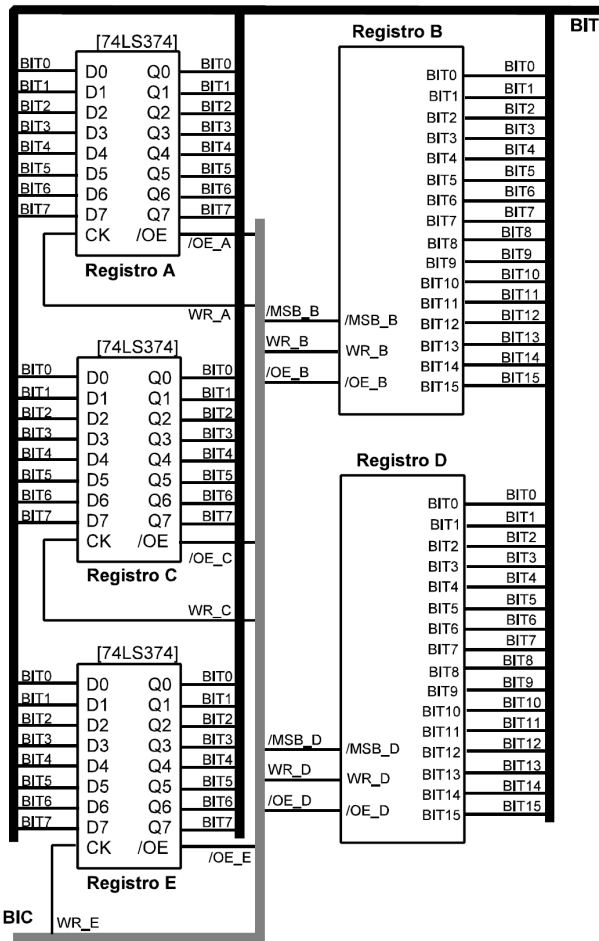 BIT
[74LS374]
BIT0 D0 Q0 BIT0
BIT1 D1 Q1 BIT1
BIT2 D2 Q2 BIT2
BIT3 D3 Q3 BIT3
BIT4 D4 Q4 BIT4
BIT5 D5 Q5 BIT5
BIT6 D6 Q6 BIT6
BIT7 D7 Q7 BIT7
CK /OE /OE_A
Registro A
WR_A
[74LS374]
BIT0 D0 Q0 BIT0
BIT1 D1 Q1 BIT1
BIT2 D2 Q2 BIT2
BIT3 D3 Q3 BIT3
BIT4 D4 Q4 BIT4
BIT5 D5 Q5 BIT5
BIT6 D6 Q6 BIT6
BIT7 D7 Q7 BIT7
CK /OE /OE_C
Registro C
WR_C
[74LS374]
BIT0 D0 Q0 BIT0
BIT1 D1 Q1 BIT1
BIT2 D2 Q2 BIT2
BIT3 D3 Q3 BIT3
BIT4 D4 Q4 BIT4
BIT5 D5 Q5 BIT5
BIT6 D6 Q6 BIT6
BIT7 D7 Q7 BIT7
CK /OE /OE_E
Registro E
BIC
WR_E
Registro B
BIT0 BIT0
BIT1 BIT1
BIT2 BIT2
BIT3 BIT3
BIT4 BIT4
BIT5 BIT5
BIT6 BIT6
BIT7 BIT7
BIT8 BIT8
BIT9 BIT9
BIT10 BIT10
BIT11 BIT11
/MSB_B /MSB_B BIT12 BIT12
WR_B WR_B BIT13 BIT13
BIT14 BIT14
/OE_B /OE_B BIT15 BIT15
Registro D
BIT0 BIT0
BIT1 BIT1
BIT2 BIT2
BIT3 BIT3
BIT4 BIT4
BIT5 BIT5
BIT6 BIT6
BIT7 BIT7
BIT8 BIT8
BIT9 BIT9
BIT10 BIT10
BIT11 BIT11
/MSB_D /MSB_D BIT12 BIT12
WR_D WR_D BIT13 BIT13
BIT14 BIT14
/OE_D /OE_D BIT15 BIT15